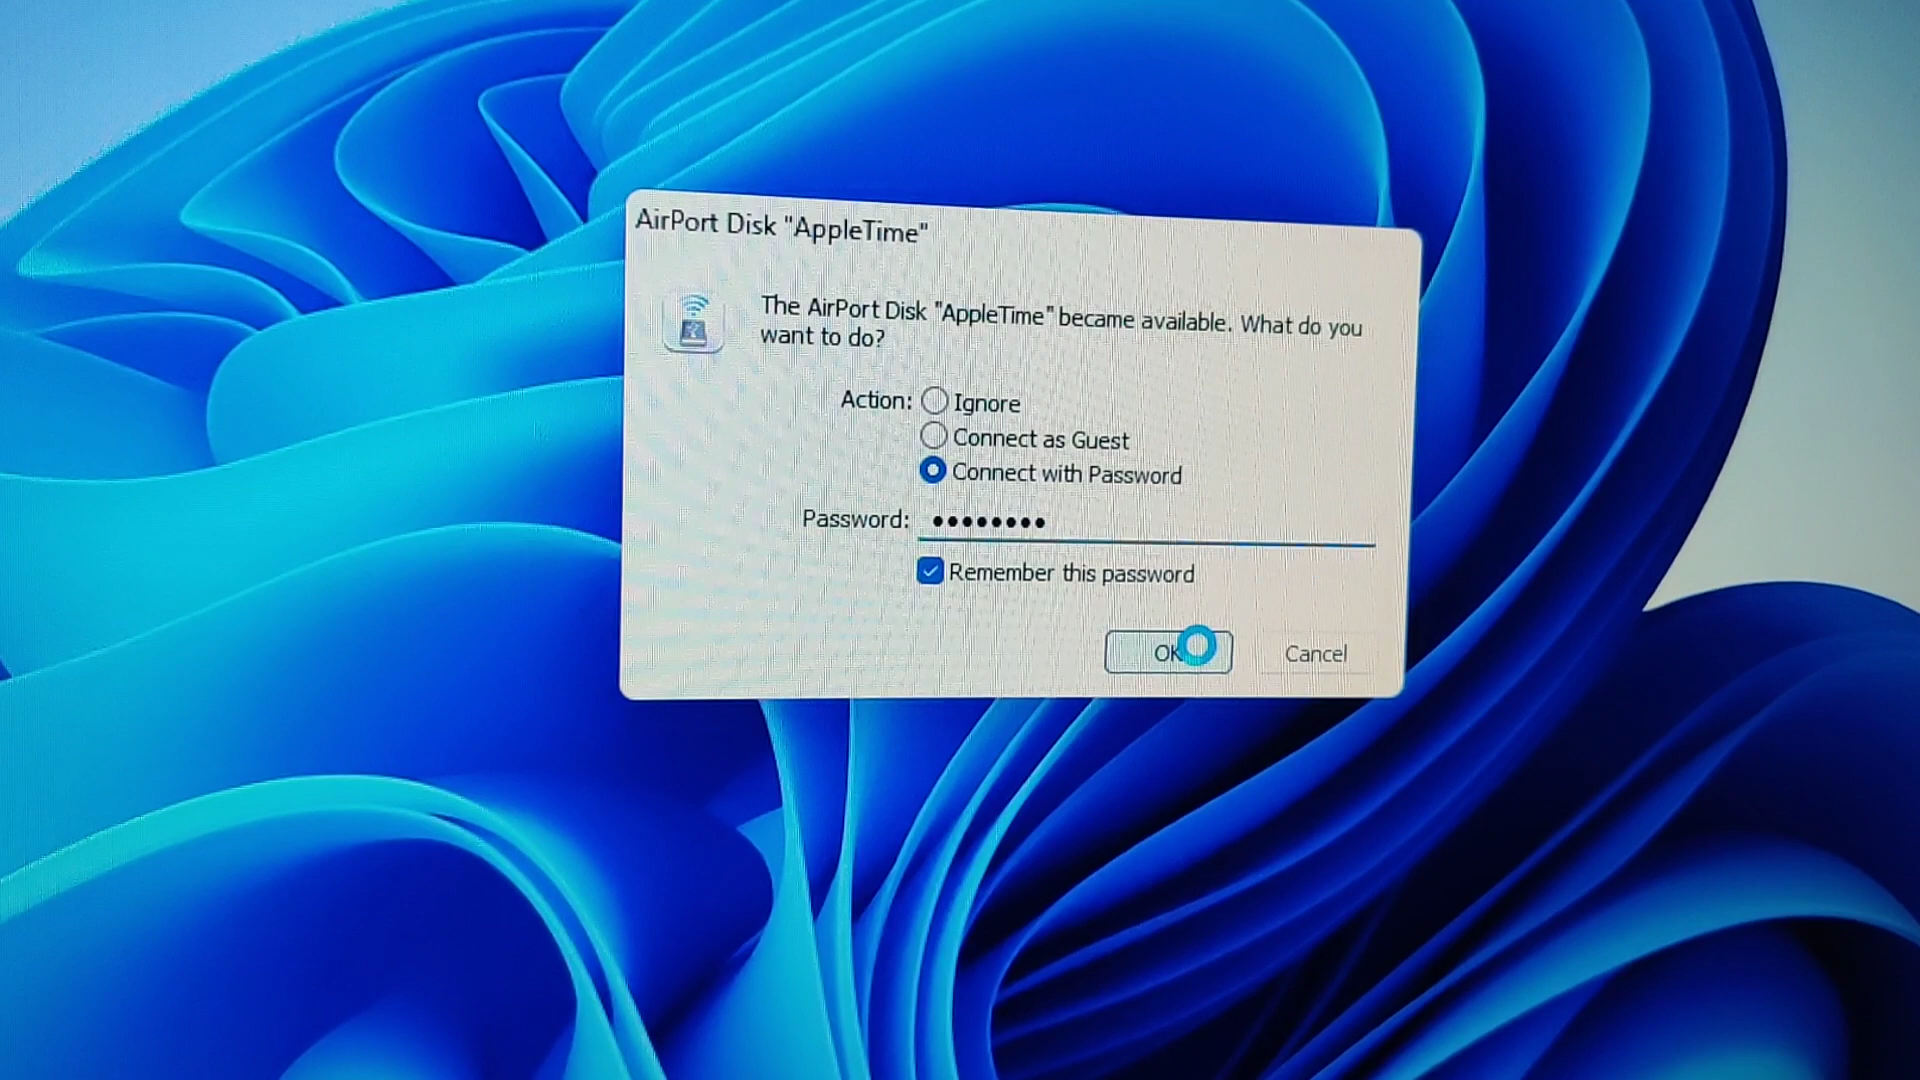 AirPort Disk "AppleTime"
The AirPort Disk "AppleTime" became available. What do you
want to do?
Action: Ignore
Connect as Guest
Connect with Password
Password: ••••••••
Remember this password
OK Cancel